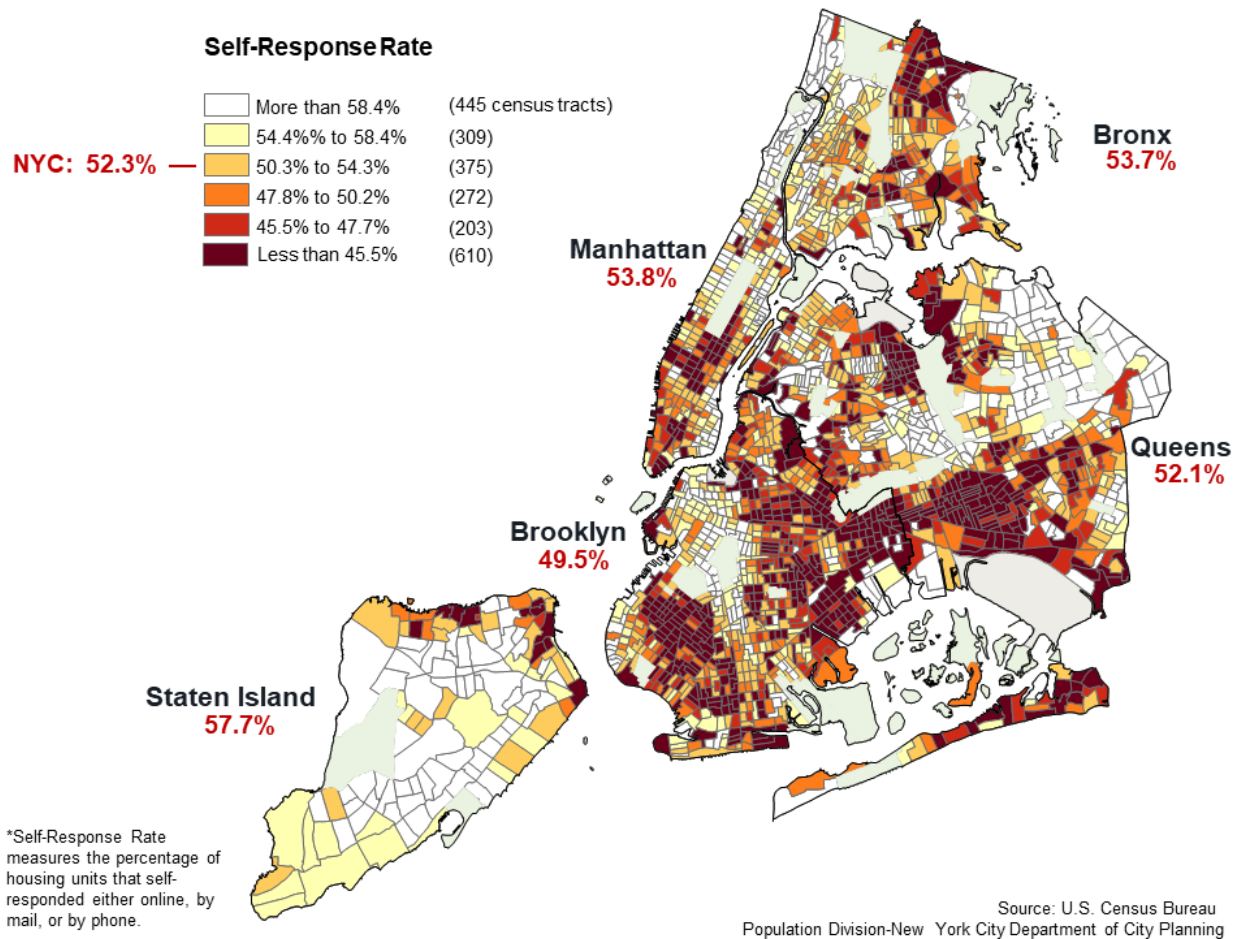 Self-Response Rate
More than 58.4% (445 census tracts)
54.4%% to 58.4% (309)
NYC: 52.3% 50.3% to 54.3% (375)
47.8% to 50.2% (272)
45.5% to 47.7% (203)
Less than 45.5% (610)
Bronx
53.7%
Manhattan
53.8%
Queens
52.1%
Brooklyn
49.5%
Staten Island
57.7%
*Self-Response Rate
measures the percentage of
housing units that self-
responded either online, by
mail, or by phone.
Source: U.S. Census Bureau
Population Division-New York City Department of City Planning